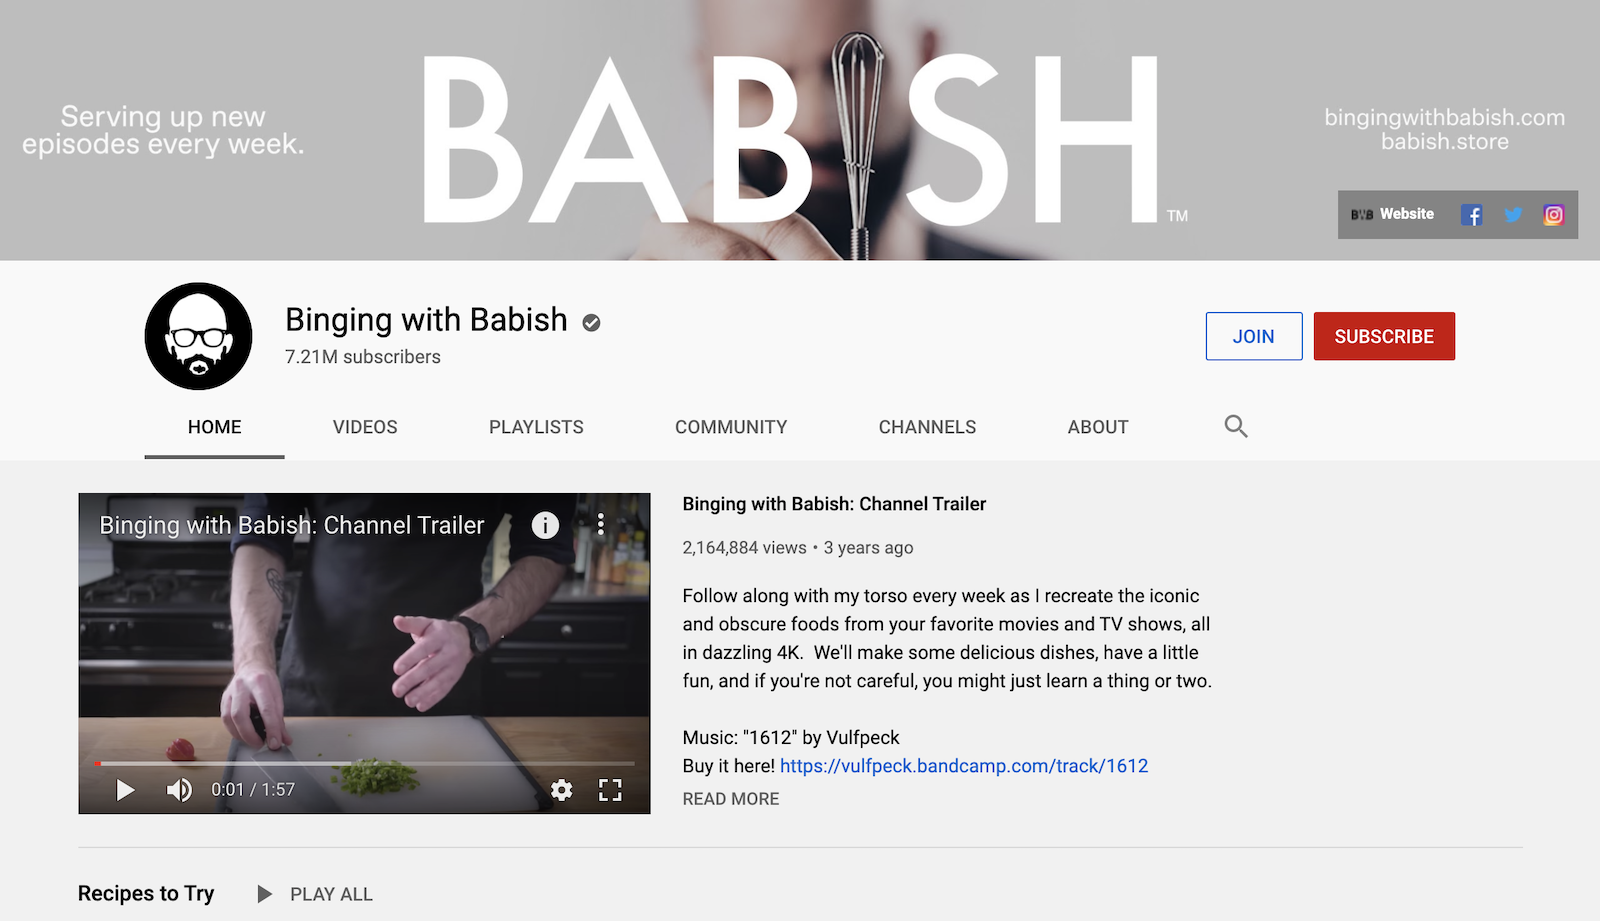 Serving up new
episodes every week.
BABISH
TM
bingingwithbabish.com
babish.store
Website
Binging with Babish
7.21M subscribers
JOIN
SUBSCRIBE
HOME
VIDEOS
PLAYLISTS
COMMUNITY
CHANNELS
ABOUT
Binging with Babish: Channel Trailer
0:01 / 1:57
Binging with Babish: Channel Trailer
2,164,884 views • 3 years ago
Follow along with my torso every week as I recreate the iconic
and obscure foods from your favorite movies and TV shows, all
in dazzling 4K.  We'll make some delicious dishes, have a little
fun, and if you're not careful, you might just learn a thing or two.
Music: "1612" by Vulfpeck
Buy it here! https://vulfpeck.bandcamp.com/track/1612
READ MORE
Recipes to Try
PLAY ALL